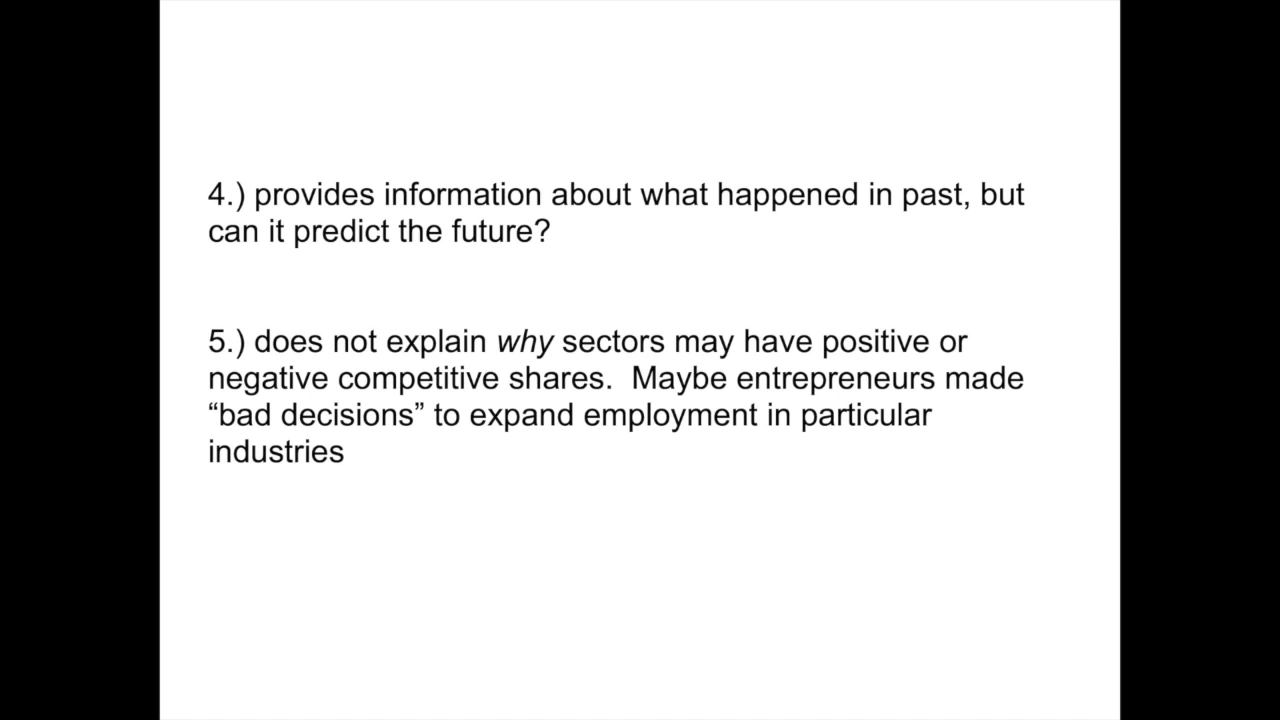 4.) provides information about what happened in past, but
can it predict the future?
5.) does not explain why sectors may have positive or
negative competitive shares.  Maybe entrepreneurs made
“bad decisions” to expand employment in particular
industries